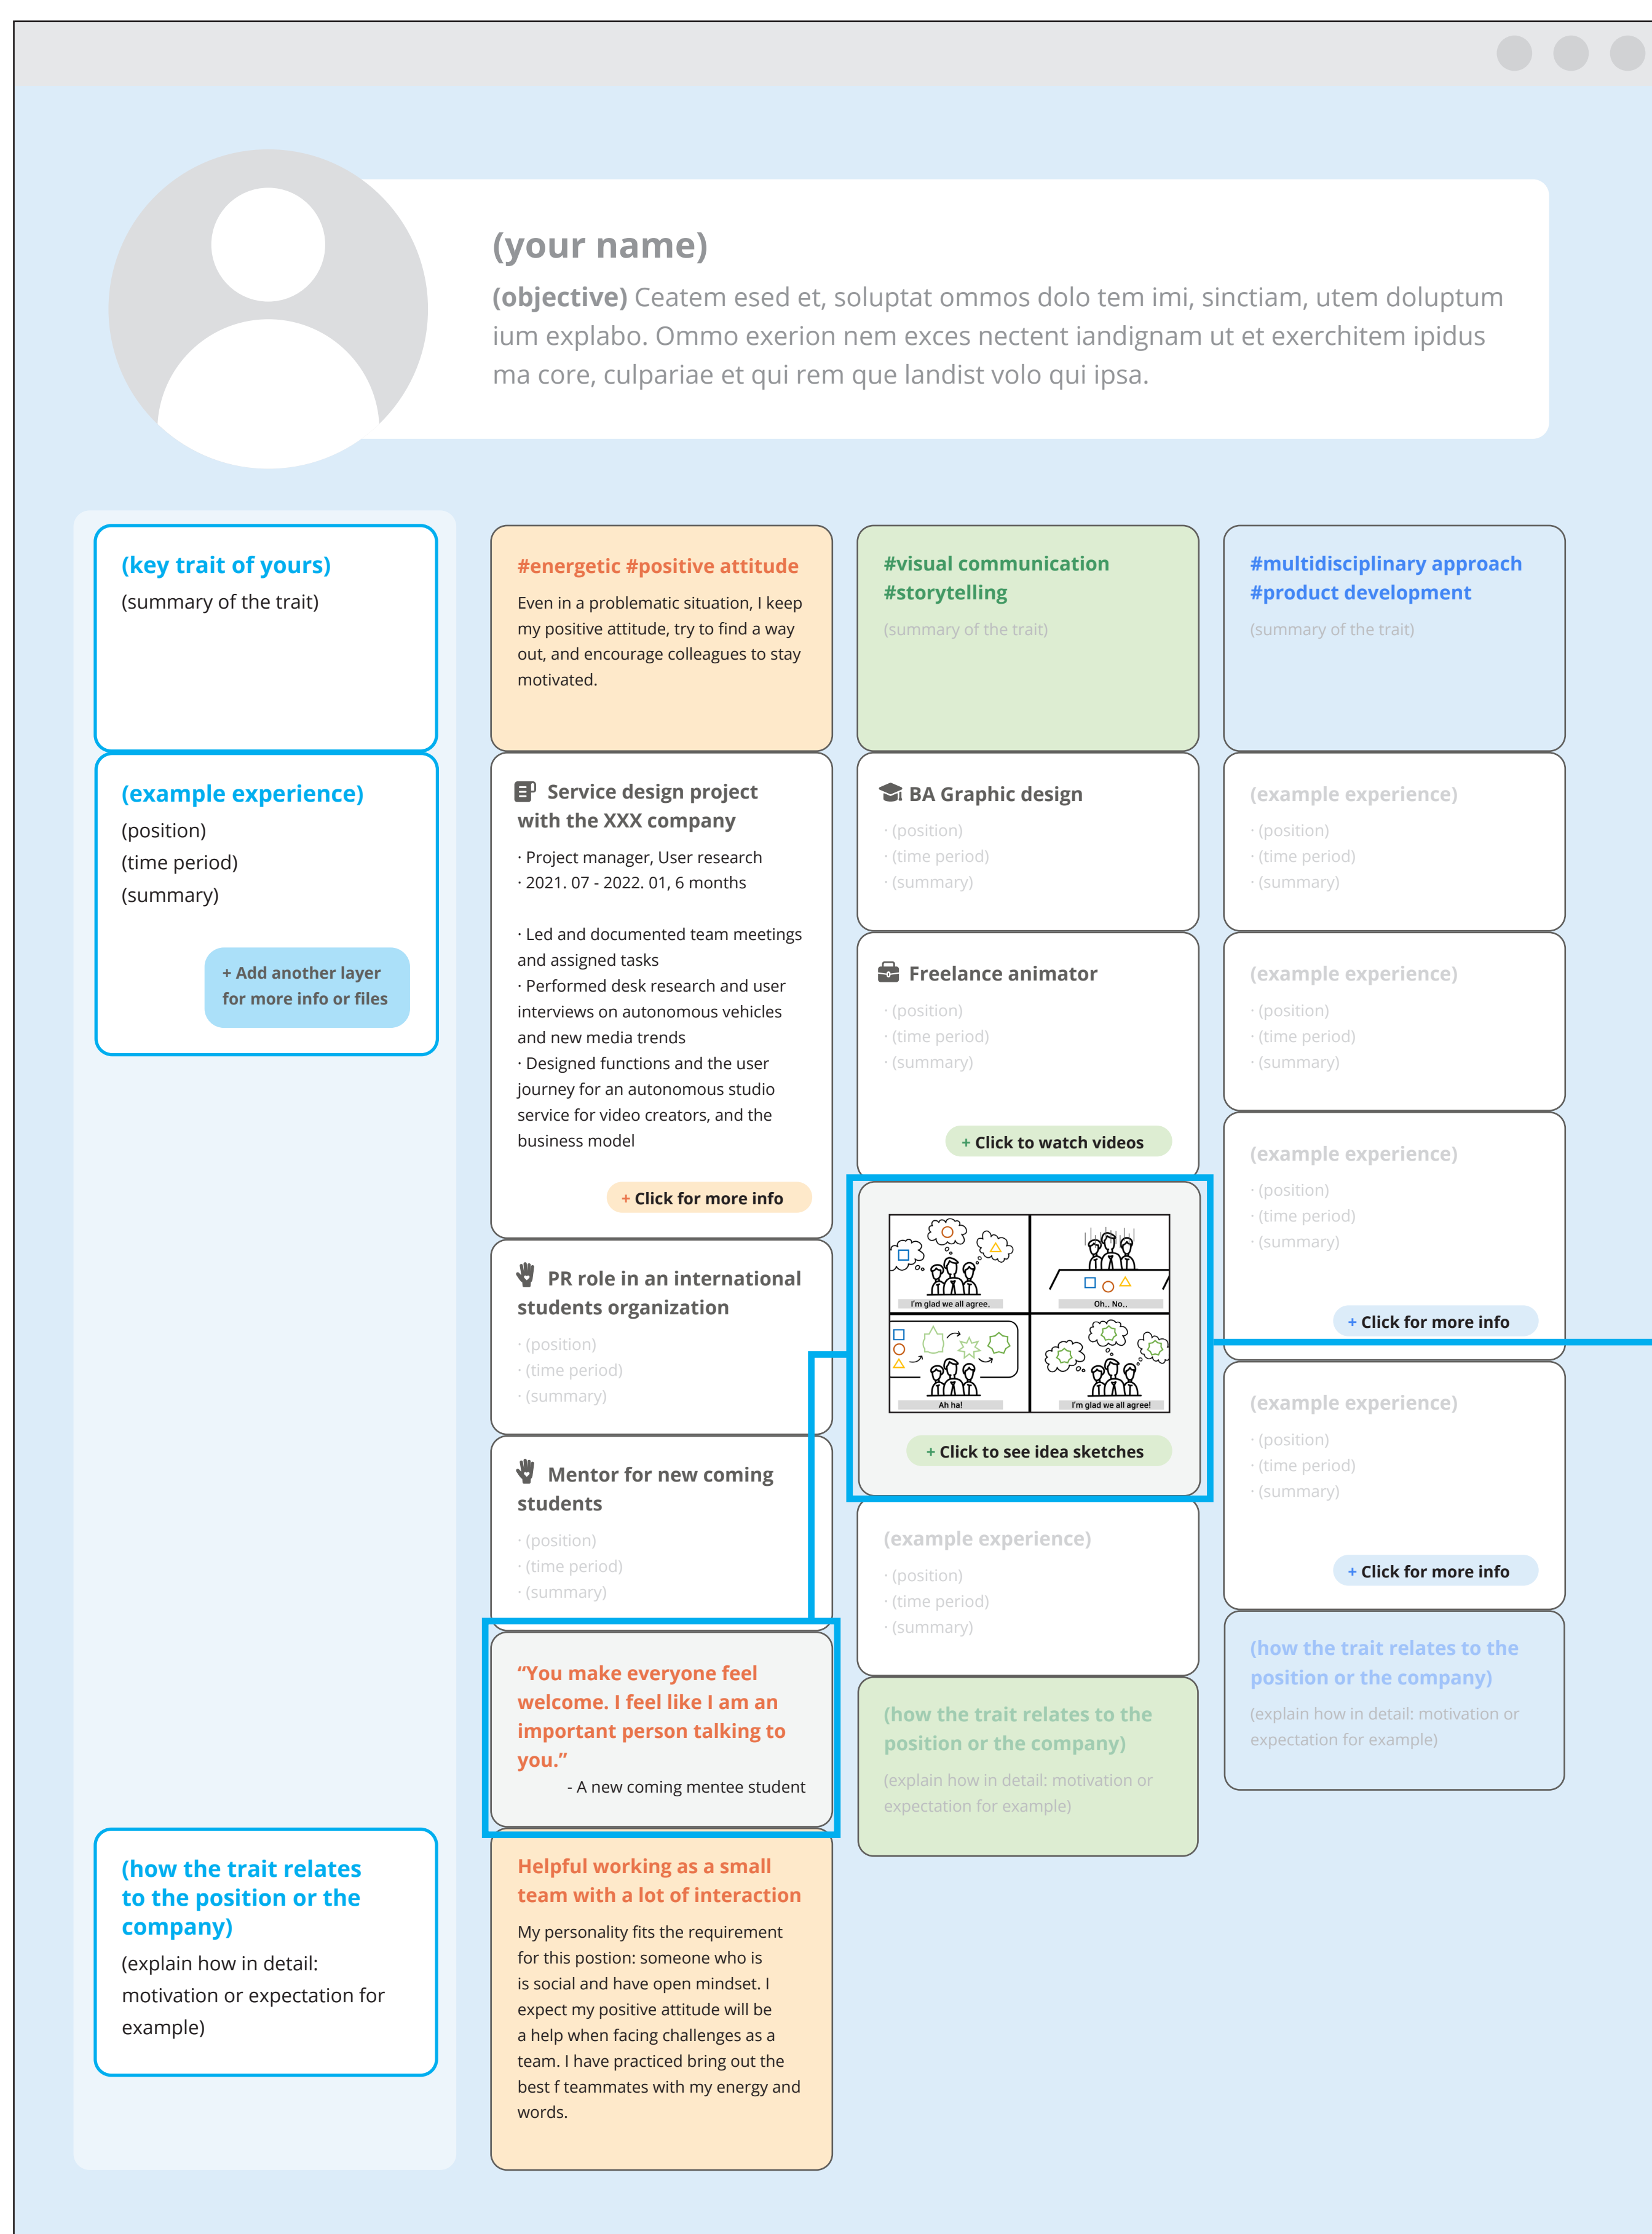 (your name)
(objective) Ceatem esed et, soluptat ommos dolo tem imi, sinctiam, utem doluptum
ium explabo. Ommo exerion nem exces nectent iandignam ut et exerchitem ipidus
ma core, culpariae et qui rem que landist volo qui ipsa.
(key trait of yours)
(summary of the trait)
(example experience)
(position)
(time period)
(summary)
+ Add another layer
for more info or files
(how the trait relates
to the position or the
company)
(explain how in detail:
motivation or expectation for
example)
#energetic #positive attitude
Even in a problematic situation, I keep
my positive attitude, try to find a way
out, and encourage colleagues to stay
motivated.
Service design project
with the XXX company
· Project manager, User research
· 2021. 07 - 2022. 01, 6 months
· Led and documented team meetings
and assigned tasks
· Performed desk research and user
interviews on autonomous vehicles
and new media trends
· Designed functions and the user
journey for an autonomous studio
service for video creators, and the
business model
+ Click for more info
PR role in an international
students organization
· (position)
· (time period)
· (summary)
Mentor for new coming
students
· (position)
· (time period)
· (summary)
“You make everyone feel
welcome. I feel like I am an
important person talking to
you.”
- A new coming mentee student
Helpful working as a small
team with a lot of interaction
My personality fits the requirement
for this postion: someone who is
is social and have open mindset. I
expect my positive attitude will be
a help when facing challenges as a
team. I have practiced bring out the
best f teammates with my energy and
words.
#visual communication
#storytelling
(summary of the trait)
BA Graphic design
· (position)
· (time period)
· (summary)
Freelance animator
· (position)
· (time period)
· (summary)
+ Click to watch videos
I'm glad we all agree.
Oh.. No..
Ah ha!
I'm glad we all agree!
+ Click to see idea sketches
(example experience)
· (position)
· (time period)
· (summary)
(how the trait relates to the
position or the company)
(explain how in detail: motivation or
expectation for example)
#multidisciplinary approach
#product development
(summary of the trait)
(example experience)
· (position)
· (time period)
· (summary)
(example experience)
· (position)
· (time period)
· (summary)
(example experience)
· (position)
· (time period)
· (summary)
+ Click for more info
(example experience)
· (position)
· (time period)
· (summary)
+ Click for more info
(how the trait relates to the
position or the company)
(explain how in detail: motivation or
expectation for example)